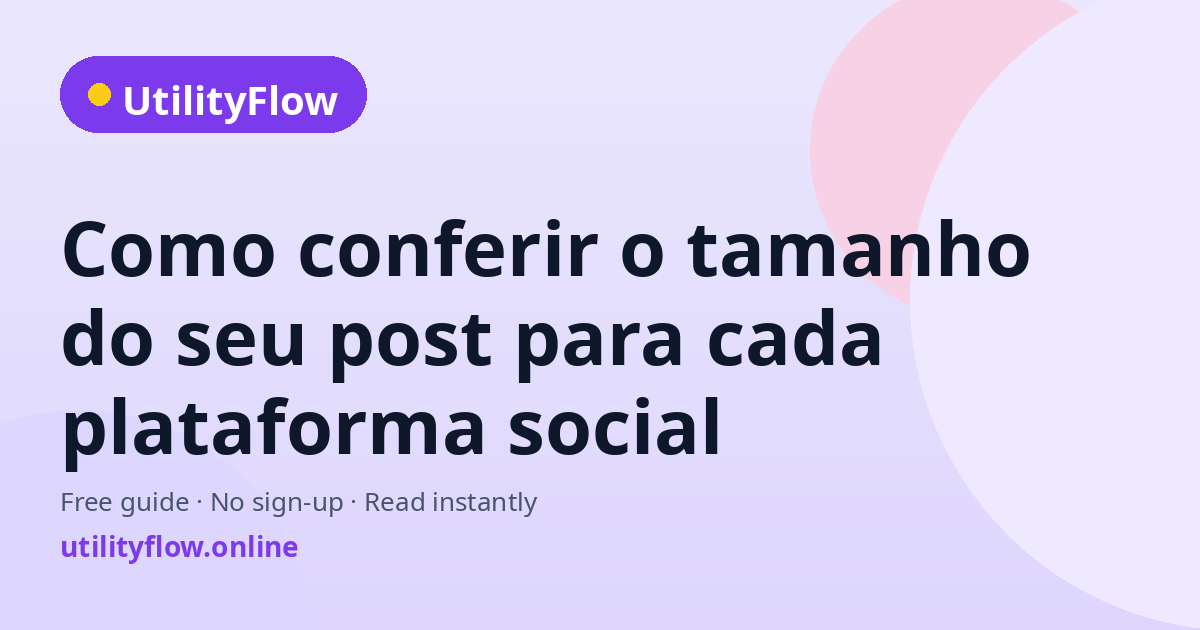 UtilityFlow
Como conferir o tamanho
do seu post para cada
plataforma social
Free guide · No sign-up · Read instantly
utilityflow.online